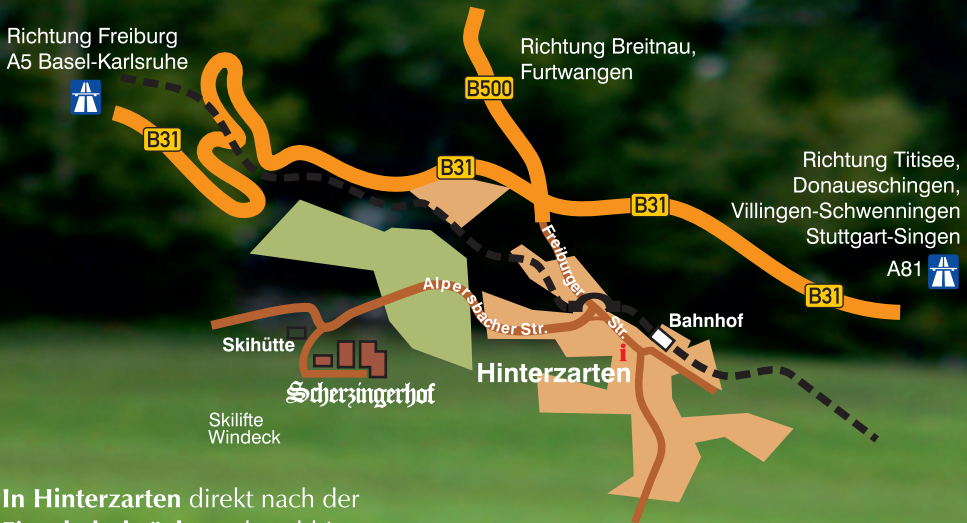 Richtung Freiburg
A5 Basel-Karlsruhe
B31
B500
Richtung Breitnau,
Furtwangen
B31
B31
Richtung Titisee,
Donaueschingen,
Villingen-Schwenningen
Stuttgart-Singen
A81
B31
Freiburger Str.
Alpersbacher Str.
Bahnhof
i
Hinterzarten
Skihütte
Scherzingerhof
Skilifte
Windeck
In Hinterzarten direkt nach der